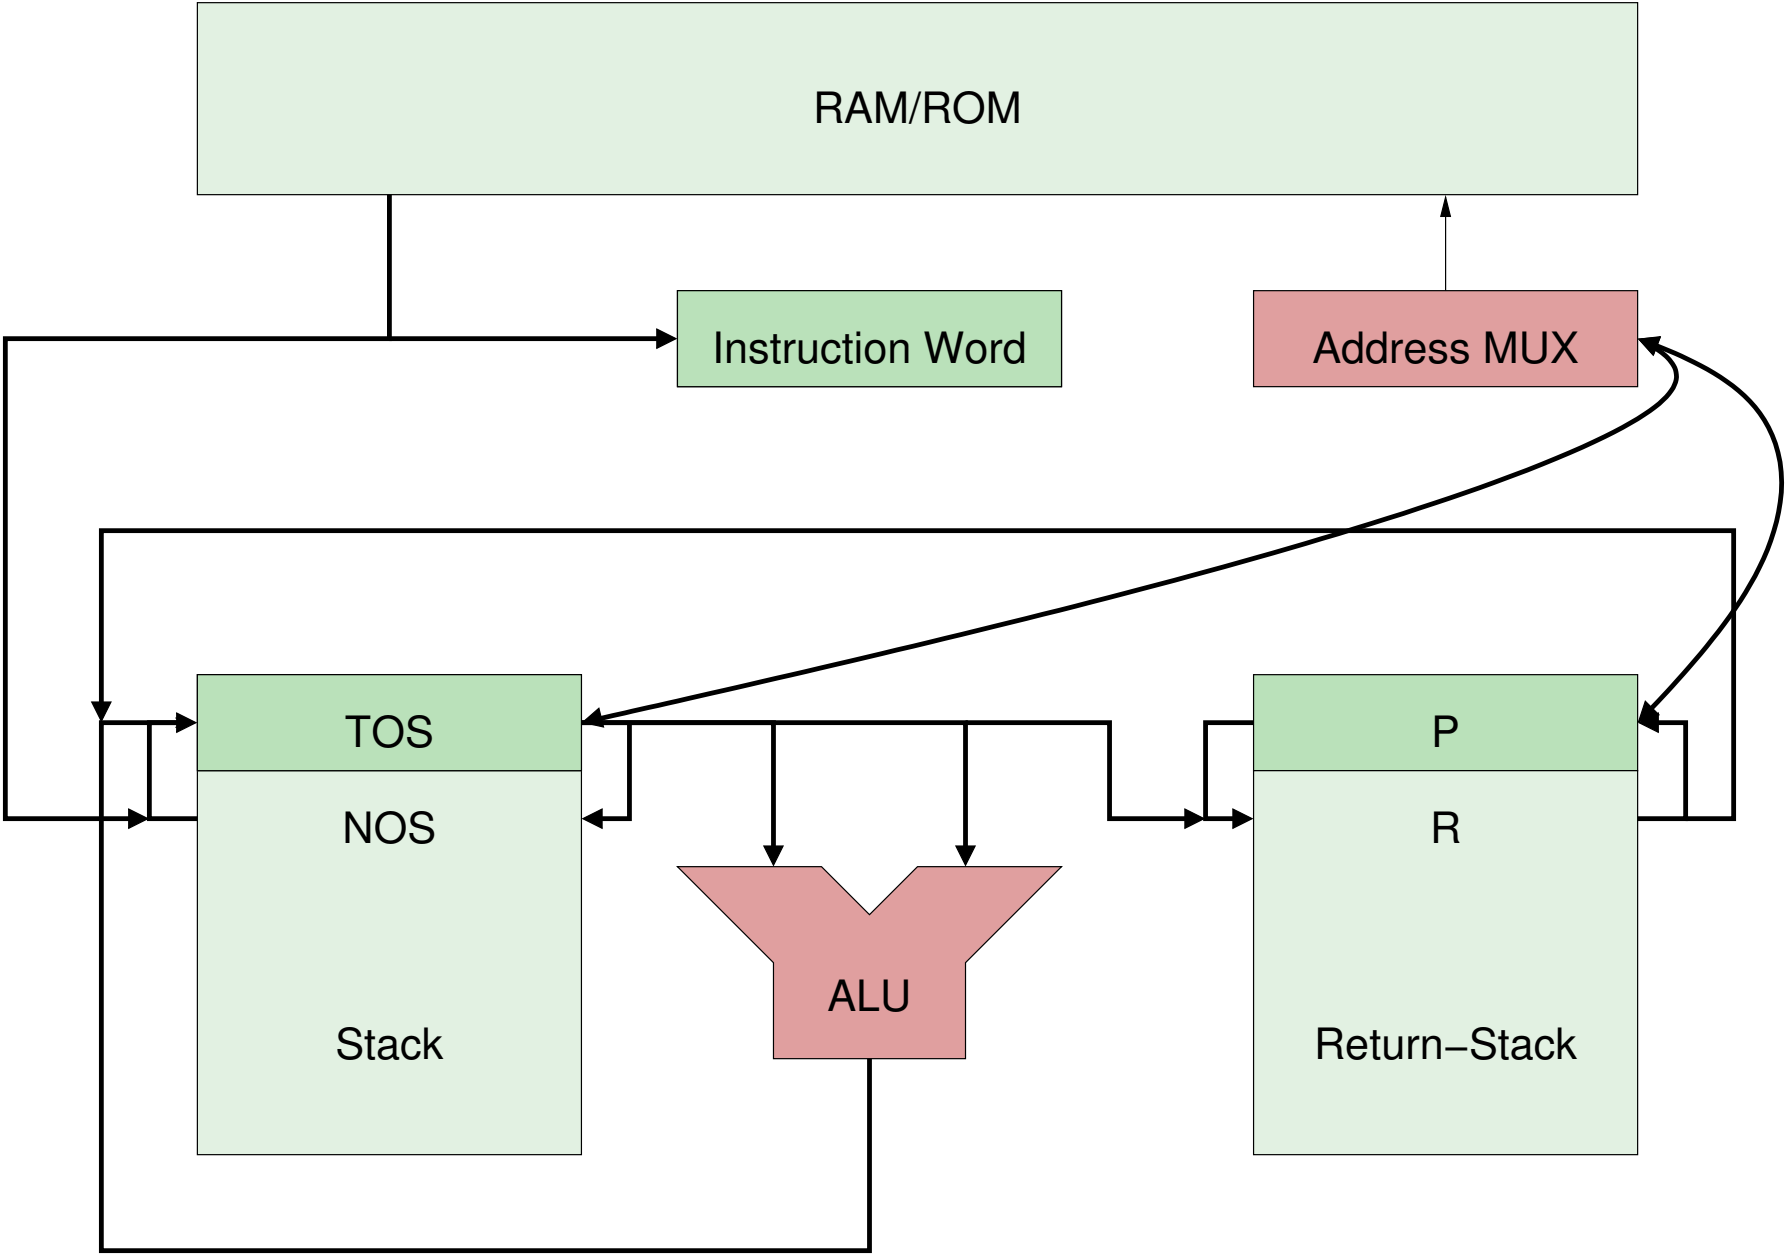 RAM/ROM
Instruction Word
Address MUX
TOS
P
NOS
R
ALU
Stack
Return−Stack